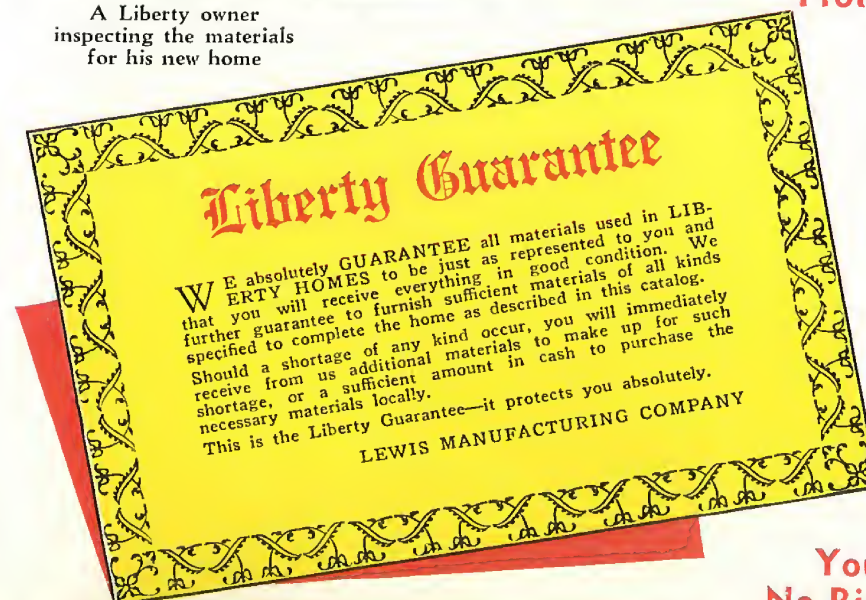 A Liberty owner
inspecting the materials
for his new home
Liberty Guarantee
WE absolutely GUARANTEE all materials used in LIB-
ERTY HOMES to be just as represented to you and
that you will receive everything in good condition. We
further guarantee to furnish sufficient materials of all kinds
specified to complete the home as described in this catalog.
Should a shortage of any kind occur, you will immediately
receive from us additional materials to make up for such
shortage, or a sufficient amount in cash to purchase the
necessary materials locally.
This is the Liberty Guarantee—it protects you absolutely.
LEWIS MANUFACTURING COMPANY